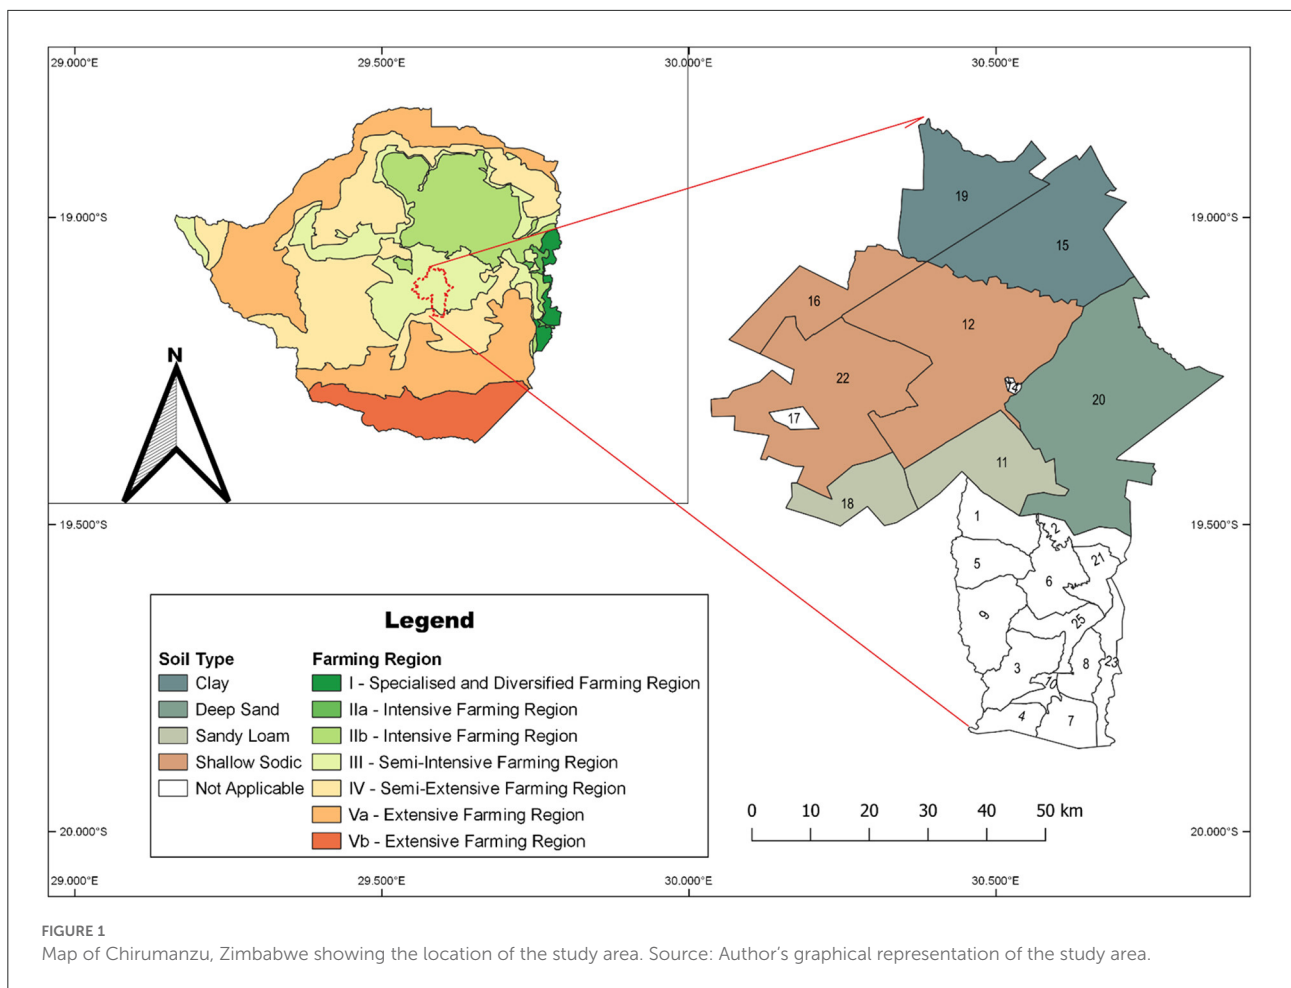 29.000°E 29.500°E 30.000°E 30.500°E
19.000°S 19.000°S
19.500°S 19.500°S
20.000°S 20.000°S
29.000°E 29.500°E 30.000°E 30.500°E
N
19
15
16
12
22
14
17
20
11
18
1
2
5
21
6
9
25
3
8
23
10
4
7
Legend
Soil Type
Clay
Deep Sand
Sandy Loam
Shallow Sodic
Not Applicable
Farming Region
I - Specialised and Diversified Farming Region
IIa - Intensive Farming Region
IIb - Intensive Farming Region
III - Semi-Intensive Farming Region
IV - Semi-Extensive Farming Region
Va - Extensive Farming Region
Vb - Extensive Farming Region
0 10 20 30 40 50 km
FIGURE 1
Map of Chirumanzu, Zimbabwe showing the location of the study area. Source: Author's graphical representation of the study area.